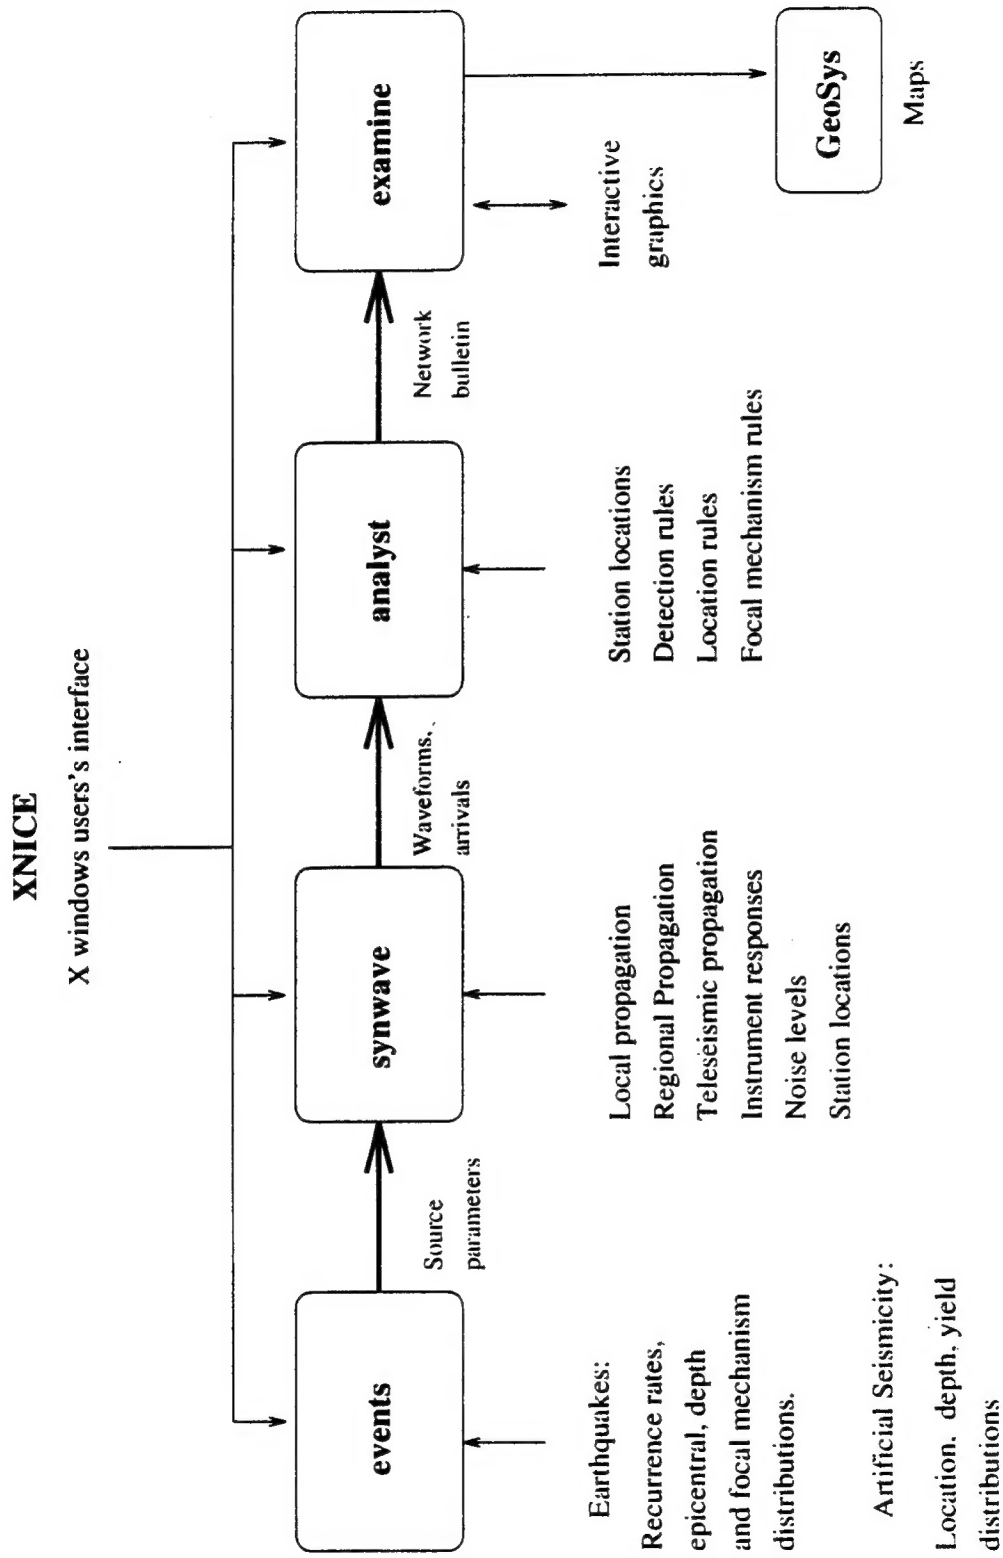 XNICE
X windows users's interface
events
Source
parameters
synwave
Waveforms,
arrivals
analyst
Network
bulletin
examine
Earthquakes:
Recurrence rates,
epicentral, depth
and focal mechanism
distributions.
Artificial Seismicity:
Location. depth, yield
distributions
Local propagation
Regional Propagation
Teleseismic propagation
Instrument responses
Noise levels
Station locations
Station locations
Detection rules
Location rules
Focal mechanism rules
Interactive
graphics
GeoSys
Maps